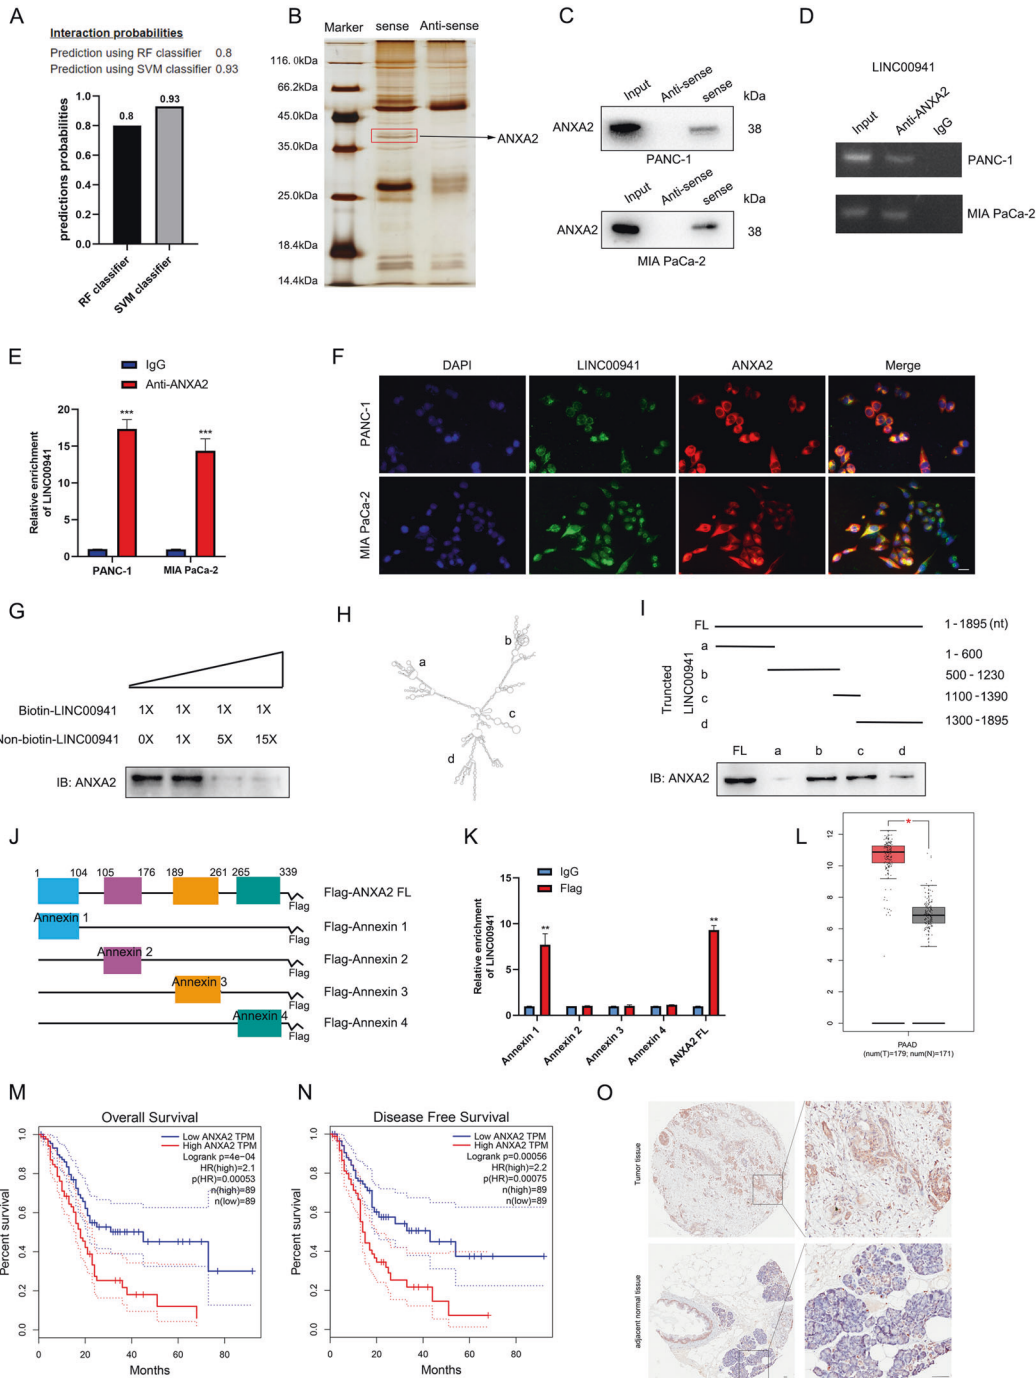 A
Interaction probabilities
Prediction using RF classifier 0.8
Prediction using SVM classifier 0.93
predictions probabilities
1.0
0.8
0.6
0.4
0.2
0.0
0.8
0.93
RF classifier
SVM classifier
B
Marker sense Anti-sense
116.0kDa
66.2kDa
45.0kDa
35.0kDa
25.0kDa
18.4kDa
14.4kDa
ANXA2
C
Input Anti-sense sense kDa
ANXA2 38
PANC-1
Input Anti-sense sense kDa
ANXA2 38
MIA PaCa-2
D
LINC00941
Input Anti-ANXA2 IgG
PANC-1
MIA PaCa-2
E
IgG
Anti-ANXA2
Relative enrichment
of LINC00941
20
15
10
5
0
***
***
PANC-1 MIA PaCa-2
F
DAPI LINC00941 ANXA2 Merge
PANC-1
MIA PaCa-2
G
Biotin-LINC00941 1X 1X 1X 1X
Non-biotin-LINC00941 0X 1X 5X 15X
IB: ANXA2
H
a
b
c
d
I
Truncted
LINC00941
FL 1-1895 (nt)
a 1-600
b 500-1230
c 1100-1390
d 1300-1895
FL a b c d
IB: ANXA2
J
1 104 105 176 189 261 265 339
Flag
Flag-ANXA2 FL
Annexin 1
Flag
Flag-Annexin 1
Annexin 2
Flag
Flag-Annexin 2
Annexin 3
Flag
Flag-Annexin 3
Annexin 4
Flag
Flag-Annexin 4
K
IgG
Flag
Relative enrichment
of LINC00941
15
10
5
0
**
**
Annexin 1
Annexin 2
Annexin 3
Annexin 4
ANXA2 FL
L
12
10
8
6
4
2
0
*
PAAD
(num(T)=179; num(N)=171)
M
Overall Survival
Low ANXA2 TPM
High ANXA2 TPM
Logrank p=4e-04
HR(high)=2.1
p(HR)=0.00053
n(high)=89
n(low)=89
Percent survival
1.0
0.8
0.6
0.4
0.2
0.0
0 20 40 60 80
Months
N
Disease Free Survival
Low ANXA2 TPM
High ANXA2 TPM
Logrank p=0.00056
HR(high)=2.2
p(HR)=0.00075
n(high)=89
n(low)=89
Percent survival
1.0
0.8
0.6
0.4
0.2
0.0
0 20 40 60 80
Months
O
Tumor tissue
adjacent normal tissue